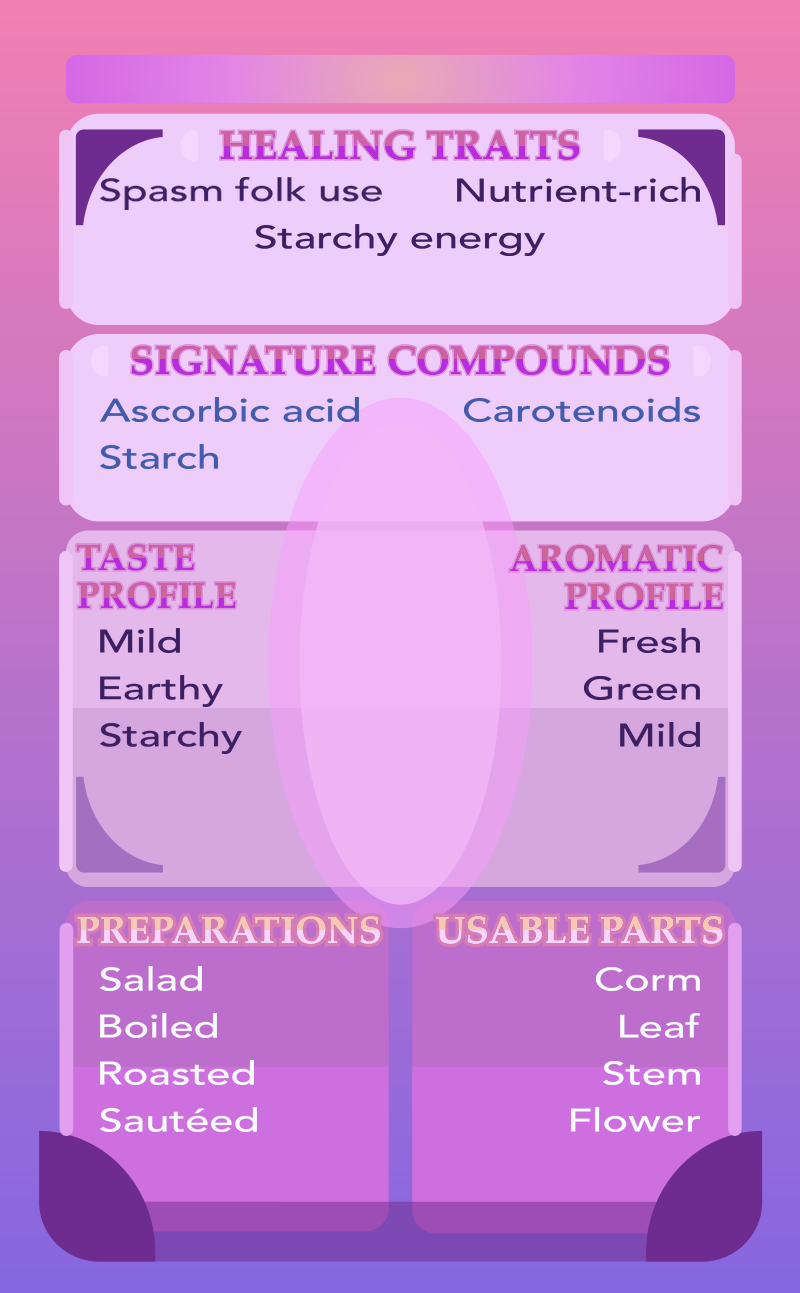 HEALING TRAITS
Spasm folk use Nutrient-rich
Starchy energy
SIGNATURE COMPOUNDS
Ascorbic acid Carotenoids
Starch
TASTE
PROFILE
Mild
Earthy
Starchy
AROMATIC
PROFILE
Fresh
Green
Mild
PREPARATIONS
Salad
Boiled
Roasted
Sautéed
USABLE PARTS
Corm
Leaf
Stem
Flower